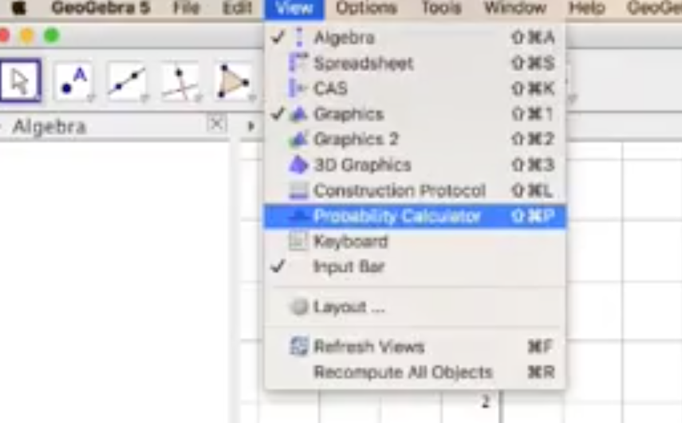 GeoGebra 5 File Edit View Options Tools Window Help GeoGe
Algebra
Algebra ⇧⌘A
Spreadsheet ⇧⌘S
CAS ⇧⌘K
Graphics ⇧⌘1
Graphics 2 ⇧⌘2
3D Graphics ⇧⌘3
Construction Protocol ⇧⌘L
Probability Calculator ⇧⌘P
Keyboard
Input Bar
Layout ...
Refresh Views ⌘F
Recompute All Objects ⌘R
2